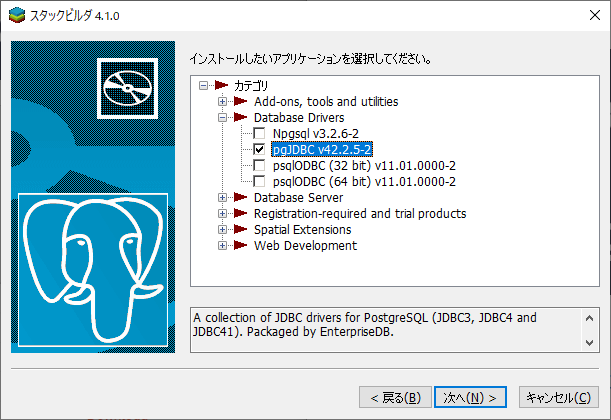 スタックビルダ 4.1.0
インストールしたいアプリケーションを選択してください。
カテゴリ
Add-ons, tools and utilities
Database Drivers
Npgsql v3.2.6-2
pgJDBC v42.2.5-2
psqlODBC (32 bit) v11.01.0000-2
psqlODBC (64 bit) v11.01.0000-2
Database Server
Registration-required and trial products
Spatial Extensions
Web Development
A collection of JDBC drivers for PostgreSQL (JDBC3, JDBC4 and
JDBC41). Packaged by EnterpriseDB.
< 戻る(B)
次へ(N) >
キャンセル(C)